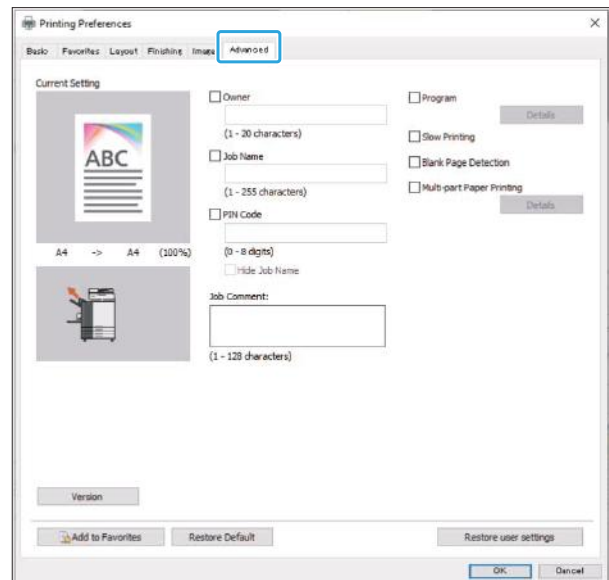 Printing Preferences
Basic Favorites Layout Finishing Image Advanced
Current Setting
ABC
A4 -> A4 (100%)
Owner
(1 - 20 characters)
Job Name
(1 - 255 characters)
PIN Code
(0 - 8 digits)
Hide Job Name
Job Comment:
(1 - 128 characters)
Program
Details
Slow Printing
Blank Page Detection
Multi-part Paper Printing
Details
Version
Add to Favorites Restore Default Restore user settings
OK Cancel